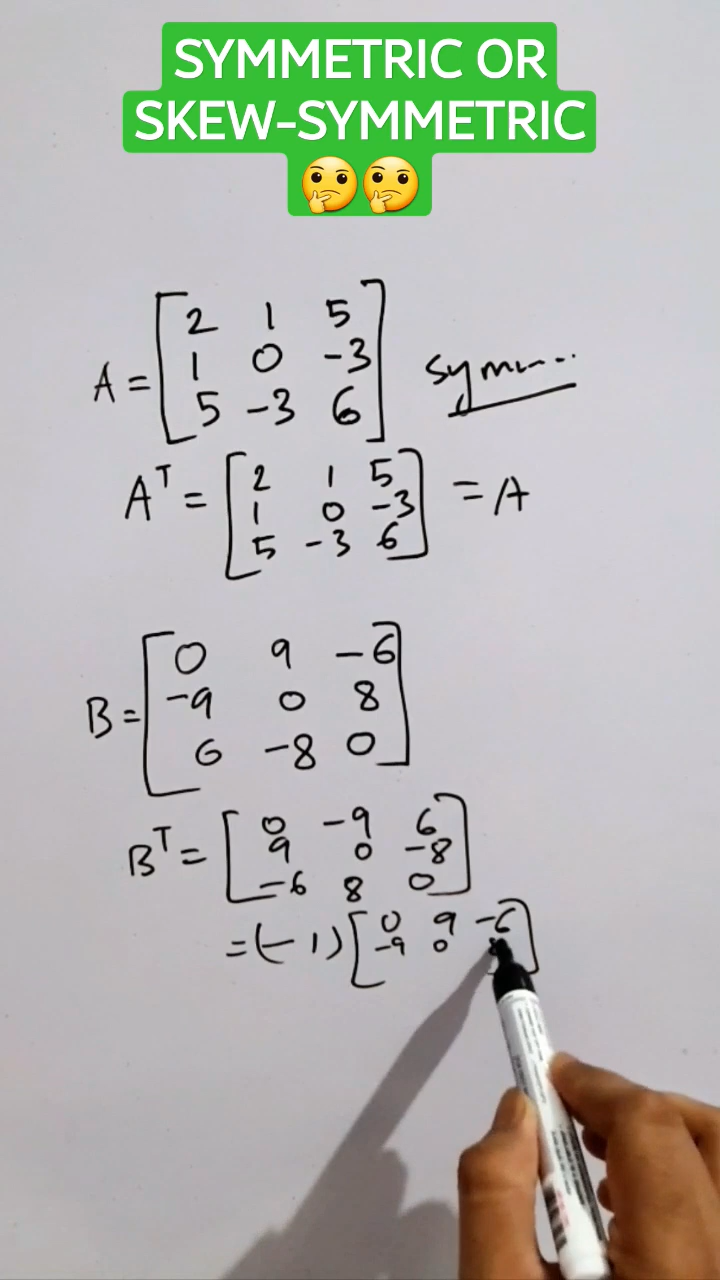 SYMMETRIC OR
SKEW-SYMMETRIC
🤔🤔
A = [ 2 1 5
1 0 -3
5 -3 6 ]
Aᵀ = [ 2 1 5
1 0 -3
5 -3 6 ] = A
B = [ 0 9 -6
-9 0 8
6 -8 0 ]
Bᵀ = [ 0 -9 6
9 0 -8
-6 8 0 ]
= (-1) [ 0 9 -6
-9 0 ]